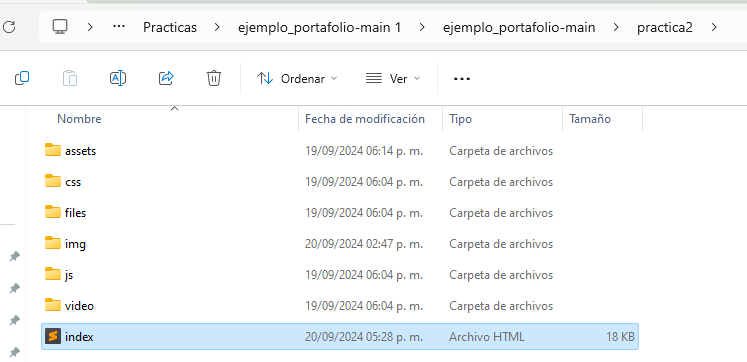 Practicas > ejemplo_portafolio-main 1 > ejemplo_portafolio-main > practica2 >
Ordenar Ver
Nombre Fecha de modificación Tipo Tamaño
assets 19/09/2024 06:14 p. m. Carpeta de archivos
css 19/09/2024 06:04 p. m. Carpeta de archivos
files 19/09/2024 06:04 p. m. Carpeta de archivos
img 20/09/2024 02:47 p. m. Carpeta de archivos
js 19/09/2024 06:04 p. m. Carpeta de archivos
video 19/09/2024 06:04 p. m. Carpeta de archivos
index 20/09/2024 05:28 p. m. Archivo HTML 18 KB